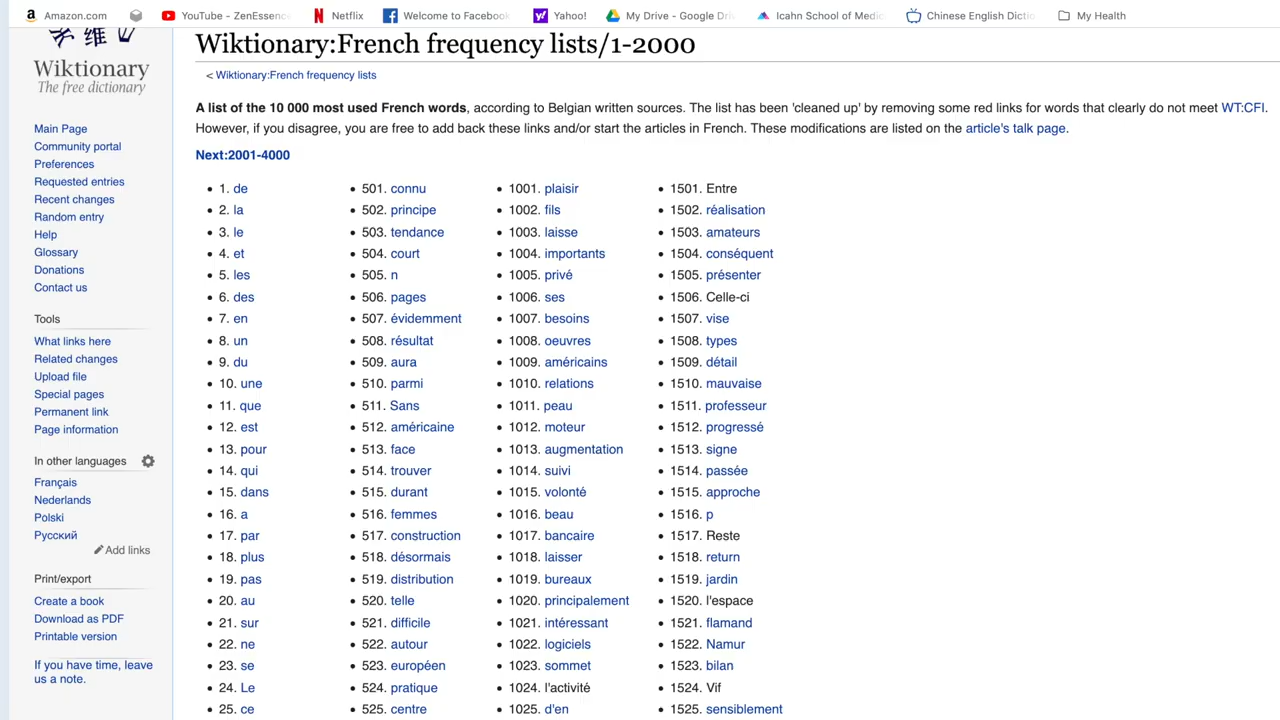 Amazon.com YouTube - ZenEssenc Netflix Welcome to Facebook Yahoo! My Drive - Google Dri Icahn School of Medic Chinese English Dictio My Health
Wiktionary
The free dictionary
Main Page
Community portal
Preferences
Requested entries
Recent changes
Random entry
Help
Glossary
Donations
Contact us
Tools
What links here
Related changes
Upload file
Special pages
Permanent link
Page information
In other languages
Français
Nederlands
Polski
Русский
Add links
Print/export
Create a book
Download as PDF
Printable version
If you have time, leave
us a note.
Wiktionary:French frequency lists/1-2000
< Wiktionary:French frequency lists
A list of the 10 000 most used French words, according to Belgian written sources. The list has been 'cleaned up' by removing some red links for words that clearly do not meet WT:CFI.
However, if you disagree, you are free to add back these links and/or start the articles in French. These modifications are listed on the article's talk page.
Next:2001-4000
1. de
2. la
3. le
4. et
5. les
6. des
7. en
8. un
9. du
10. une
11. que
12. est
13. pour
14. qui
15. dans
16. a
17. par
18. plus
19. pas
20. au
21. sur
22. ne
23. se
24. Le
25. ce
501. connu
502. principe
503. tendance
504. court
505. n
506. pages
507. évidemment
508. résultat
509. aura
510. parmi
511. Sans
512. américaine
513. face
514. trouver
515. durant
516. femmes
517. construction
518. désormais
519. distribution
520. telle
521. difficile
522. autour
523. européen
524. pratique
525. centre
1001. plaisir
1002. fils
1003. laisse
1004. importants
1005. privé
1006. ses
1007. besoins
1008. oeuvres
1009. américains
1010. relations
1011. peau
1012. moteur
1013. augmentation
1014. suivi
1015. volonté
1016. beau
1017. bancaire
1018. laisser
1019. bureaux
1020. principalement
1021. intéressant
1022. logiciels
1023. sommet
1024. l'activité
1025. d'en
1501. Entre
1502. réalisation
1503. amateurs
1504. conséquent
1505. présenter
1506. Celle-ci
1507. vise
1508. types
1509. détail
1510. mauvaise
1511. professeur
1512. progressé
1513. signe
1514. passée
1515. approche
1516. p
1517. Reste
1518. return
1519. jardin
1520. l'espace
1521. flamand
1522. Namur
1523. bilan
1524. Vif
1525. sensiblement